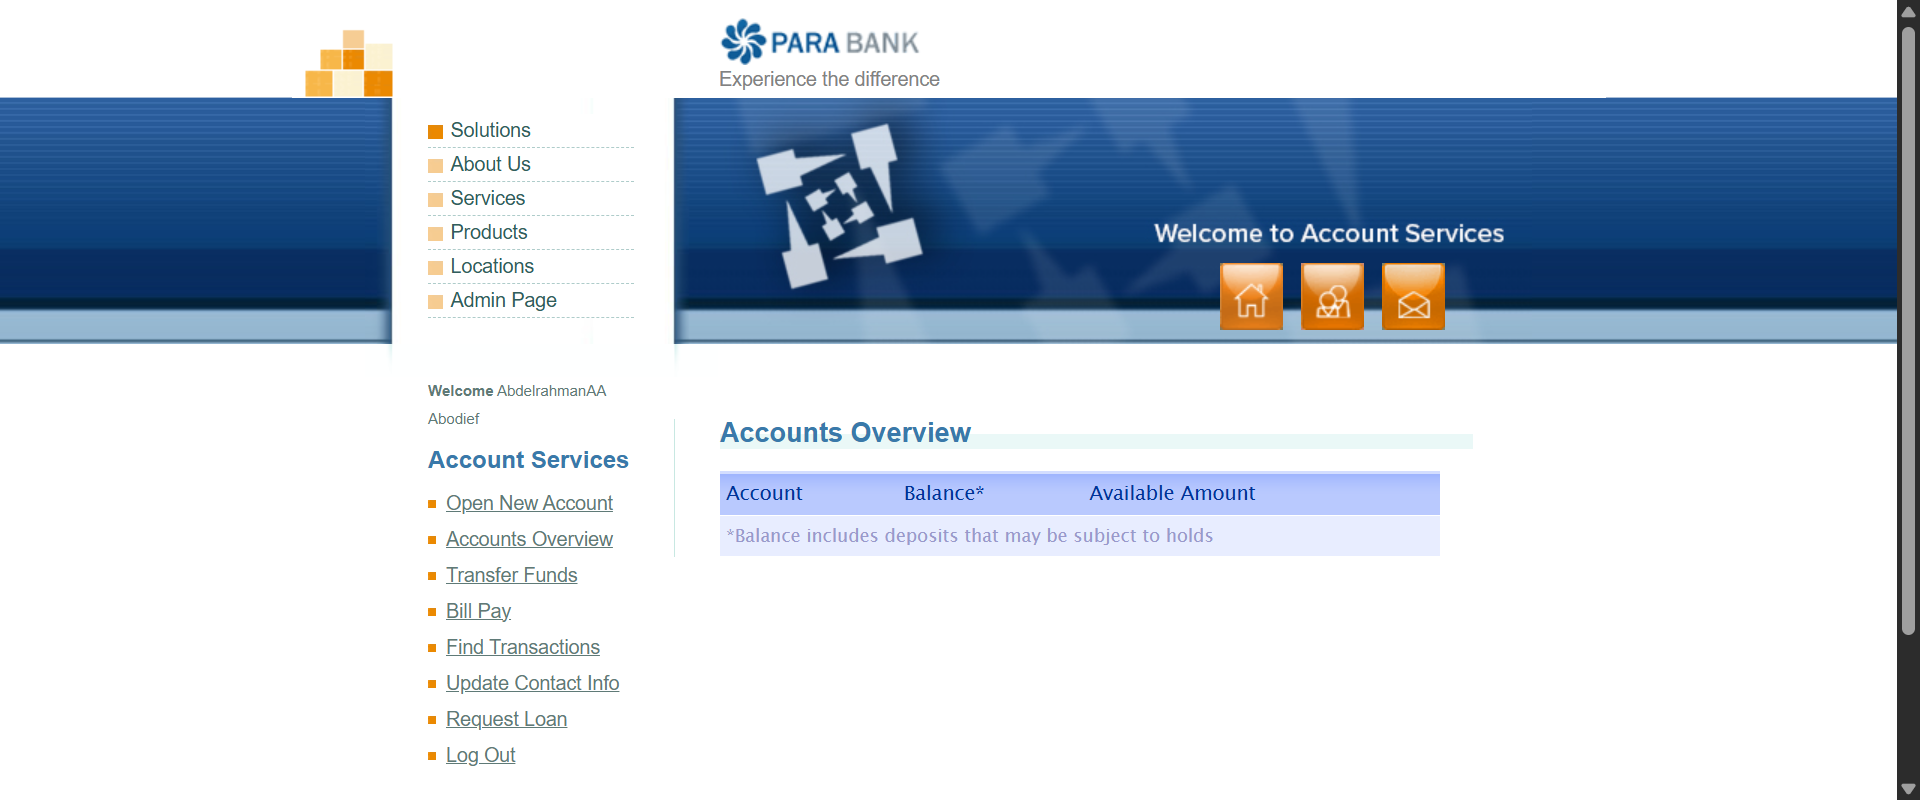 PARA BANK
Experience the difference
Solutions
About Us
Services
Products
Locations
Admin Page
Welcome to Account Services
Welcome AbdelrahmanAA
Abodief
Account Services
Open New Account
Accounts Overview
Transfer Funds
Bill Pay
Find Transactions
Update Contact Info
Request Loan
Log Out
Accounts Overview
Account Balance* Available Amount
*Balance includes deposits that may be subject to holds